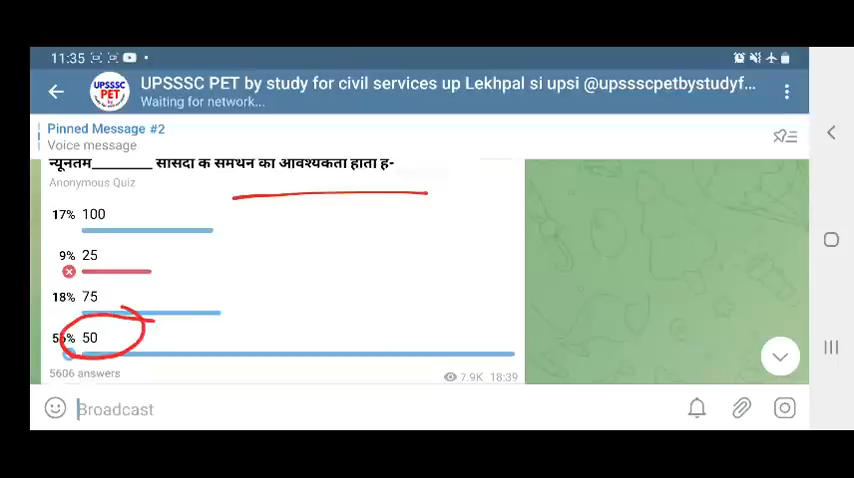 11:35
UPSSSC PET by study for civil services up Lekhpal si upsi @upssscpetbystudyf...
UPSSSC
PET
Waiting for network...
Pinned Message #2
Voice message
न्यूनतम________ सांसदों के समर्थन की आवश्यकता होती है-
Anonymous Quiz
17% 100
9% 25
18% 75
50
5606 answers
7.9K 18:39
Broadcast